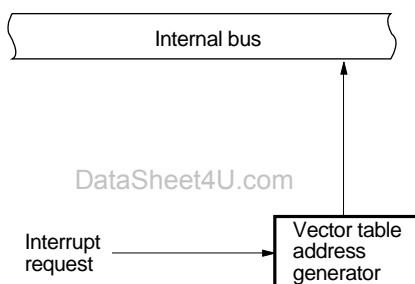 Internal bus
DataSheet4U.com
Interrupt
request
Vector table
address
generator